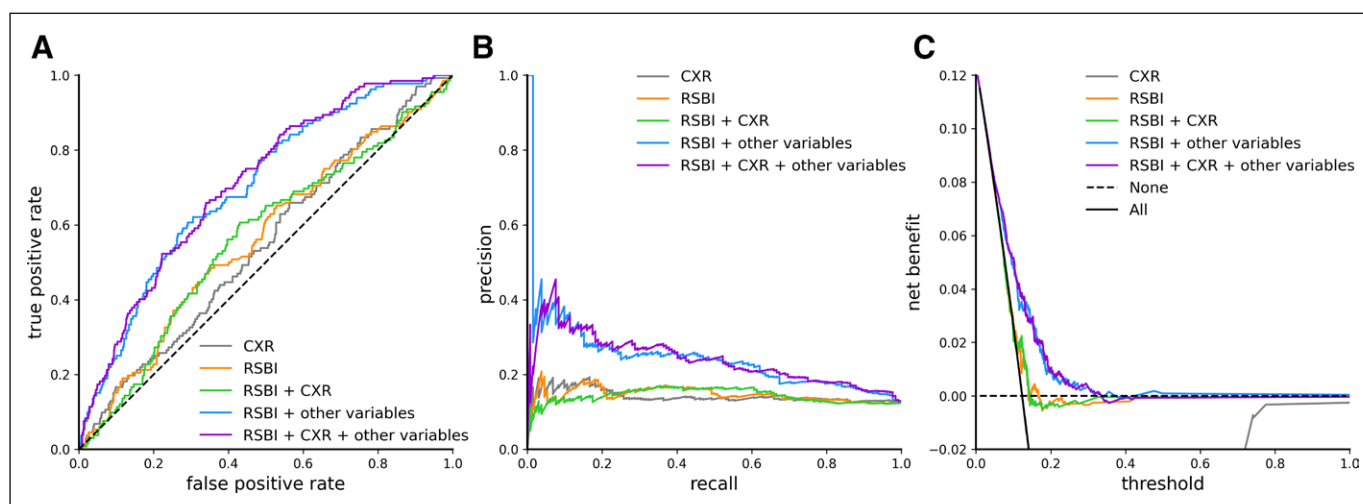 A
1.0
0.8
0.6
0.4
0.2
0.0
0.0 0.2 0.4 0.6 0.8 1.0
true positive rate
false positive rate
CXR
RSBI
RSBI + CXR
RSBI + other variables
RSBI + CXR + other variables
B
1.0
0.8
0.6
0.4
0.2
0.0
0.0 0.2 0.4 0.6 0.8 1.0
precision
recall
CXR
RSBI
RSBI + CXR
RSBI + other variables
RSBI + CXR + other variables
C
0.12
0.10
0.08
0.06
0.04
0.02
0.00
−0.02
0.0 0.2 0.4 0.6 0.8 1.0
net benefit
threshold
CXR
RSBI
RSBI + CXR
RSBI + other variables
RSBI + CXR + other variables
None
All